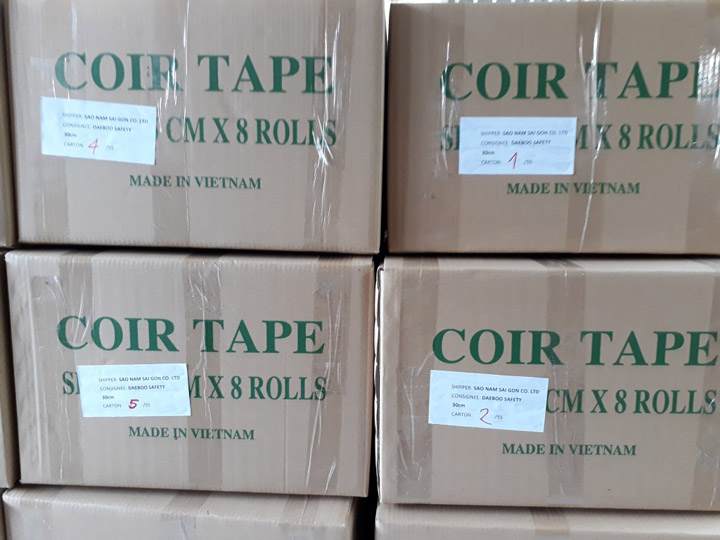 COIR TAPE
SHIPPER: SAO NAM SAI GON CO. LTD
CONSIGNEE: DAEBOO SAFETY
30cm
CARTON 4 /93
CM X 8 ROLLS
MADE IN VIETNAM
COIR TAPE
SHIPPER: SAO NAM SAI GON CO. LTD
CONSIGNEE: DAEBOO SAFETY
30cm
CARTON 1 /93
M X 8 ROLLS
MADE IN VIETNAM
COIR TAPE
SHIPPER: SAO NAM SAI GON CO. LTD
CONSIGNEE: DAEBOO SAFETY
30cm
CARTON 5 /93
M X 8 ROLLS
MADE IN VIETNAM
COIR TAPE
SHIPPER: SAO NAM SAI GON CO. LTD
CONSIGNEE: DAEBOO SAFETY
30cm
CARTON 2 /93
CM X 8 ROLLS
MADE IN VIETNAM